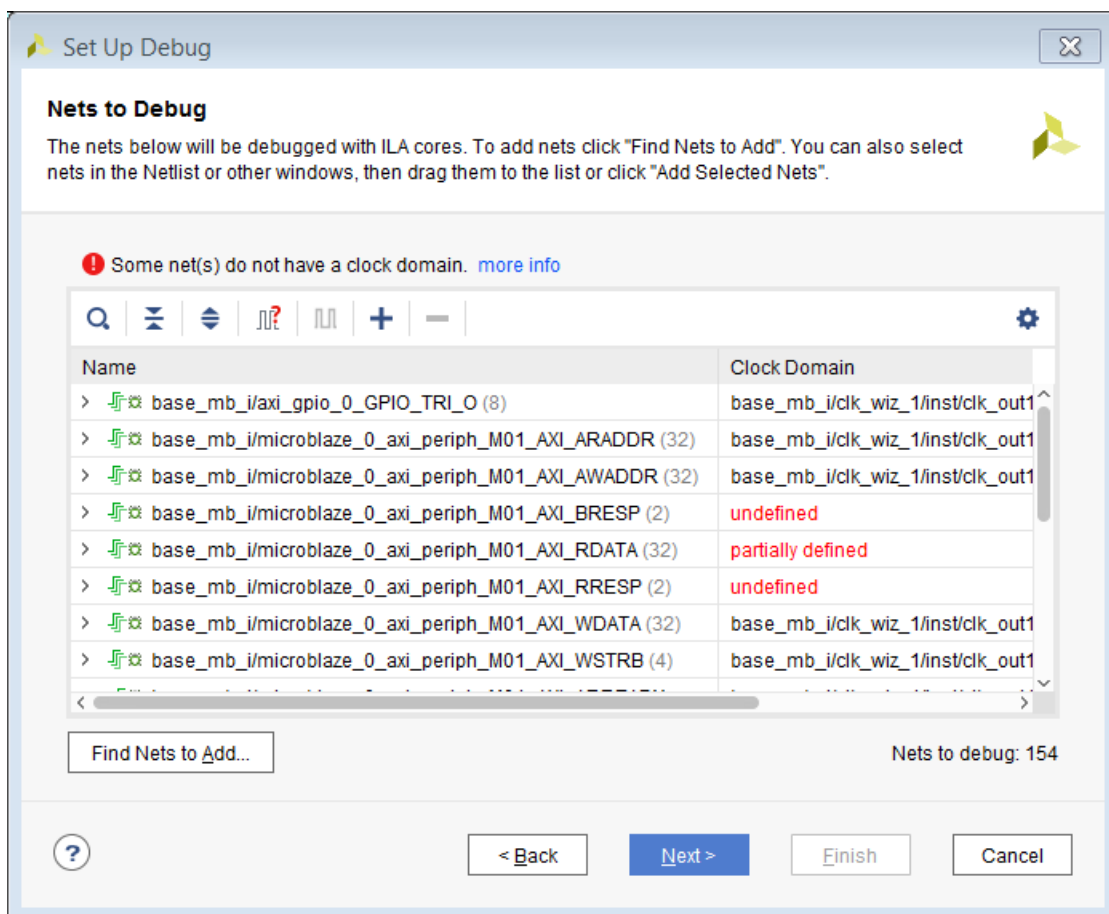 Set Up Debug
Nets to Debug
The nets below will be debugged with ILA cores. To add nets click "Find Nets to Add". You can also select
nets in the Netlist or other windows, then drag them to the list or click "Add Selected Nets".
Some net(s) do not have a clock domain. more info
Name Clock Domain
base_mb_i/axi_gpio_0_GPIO_TRI_O (8) base_mb_i/clk_wiz_1/inst/clk_out1
base_mb_i/microblaze_0_axi_periph_M01_AXI_ARADDR (32) base_mb_i/clk_wiz_1/inst/clk_out1
base_mb_i/microblaze_0_axi_periph_M01_AXI_AWADDR (32) base_mb_i/clk_wiz_1/inst/clk_out1
base_mb_i/microblaze_0_axi_periph_M01_AXI_BRESP (2) undefined
base_mb_i/microblaze_0_axi_periph_M01_AXI_RDATA (32) partially defined
base_mb_i/microblaze_0_axi_periph_M01_AXI_RRESP (2) undefined
base_mb_i/microblaze_0_axi_periph_M01_AXI_WDATA (32) base_mb_i/clk_wiz_1/inst/clk_out1
base_mb_i/microblaze_0_axi_periph_M01_AXI_WSTRB (4) base_mb_i/clk_wiz_1/inst/clk_out1
Find Nets to Add... Nets to debug: 154
? < Back Next > Finish Cancel